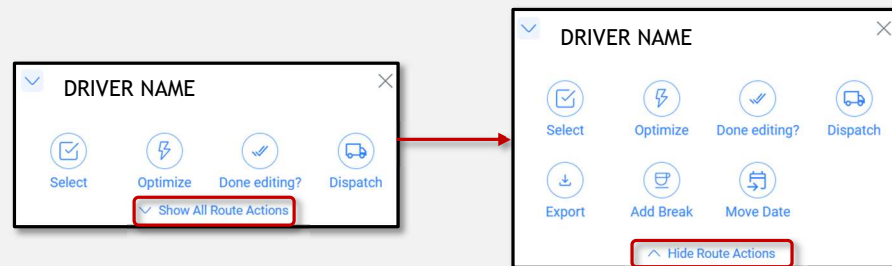 DRIVER NAME
Select Optimize Done editing? Dispatch
Show All Route Actions
DRIVER NAME
Select Optimize Done editing? Dispatch
Export Add Break Move Date
Hide Route Actions